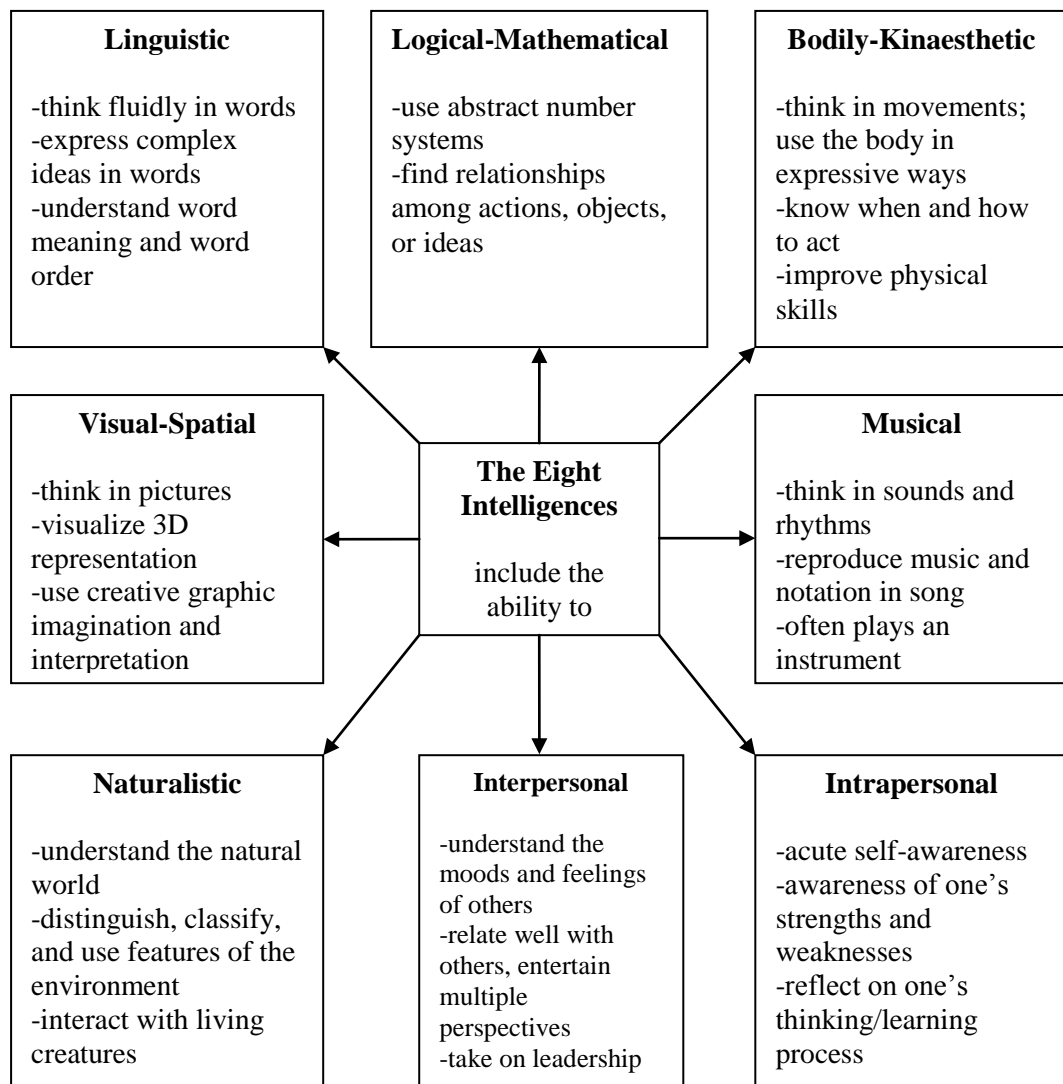 Linguistic
-think fluidly in words
-express complex
ideas in words
-understand word
meaning and word
order
Logical-Mathematical
-use abstract number
systems
-find relationships
among actions, objects,
or ideas
Bodily-Kinaesthetic
-think in movements;
use the body in
expressive ways
-know when and how
to act
-improve physical
skills
Visual-Spatial
-think in pictures
-visualize 3D
representation
-use creative graphic
imagination and
interpretation
The Eight
Intelligences
include the
ability to
Musical
-think in sounds and
rhythms
-reproduce music and
notation in song
-often plays an
instrument
Naturalistic
-understand the natural
world
-distinguish, classify,
and use features of the
environment
-interact with living
creatures
Interpersonal
-understand the
moods and feelings
of others
-relate well with
others, entertain
multiple
perspectives
-take on leadership
Intrapersonal
-acute self-awareness
-awareness of one’s
strengths and
weaknesses
-reflect on one’s
thinking/learning
process